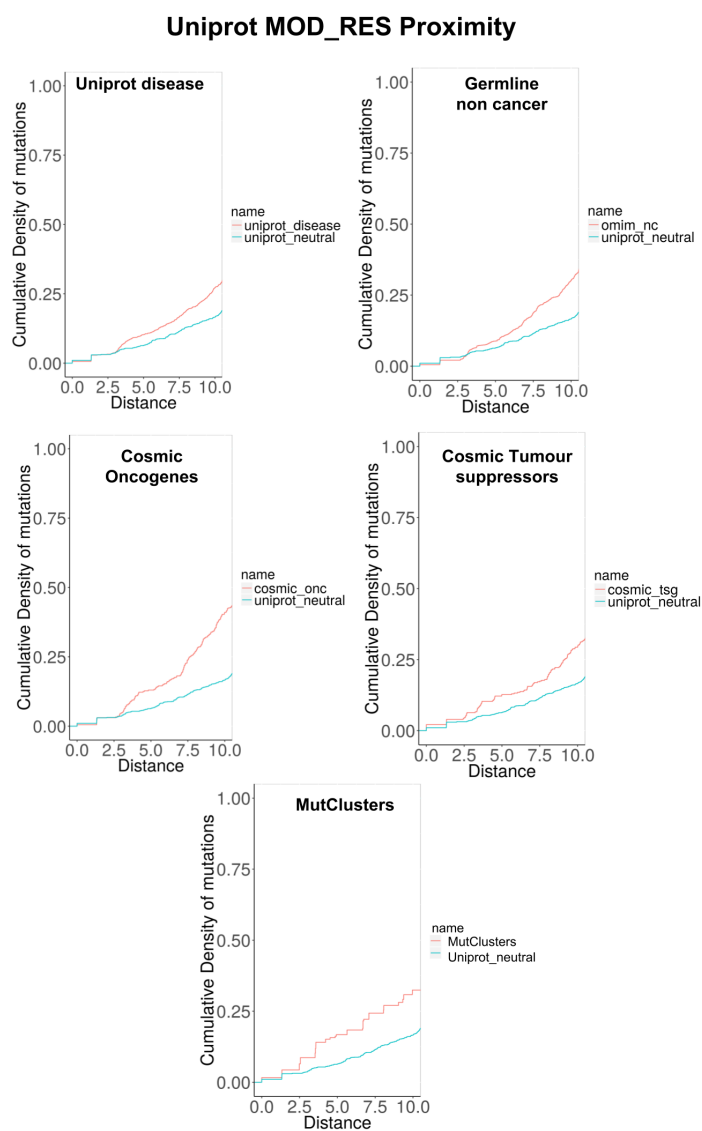 Uniprot MOD_RES Proximity
Uniprot disease
Cumulative Density of mutations
1.00
0.75
0.50
0.25
0.00
0.0 2.5 5.0 7.5 10.0
Distance
name
uniprot_disease
uniprot_neutral
Germline
non cancer
Cumulative Density of mutations
1.00
0.75
0.50
0.25
0.00
0.0 2.5 5.0 7.5 10.0
Distance
name
omim_nc
uniprot_neutral
Cosmic
Oncogenes
Cumulative Density of mutations
1.00
0.75
0.50
0.25
0.00
0.0 2.5 5.0 7.5 10.0
Distance
name
cosmic_onc
uniprot_neutral
Cosmic Tumour
suppressors
Cumulative Density of mutations
1.00
0.75
0.50
0.25
0.00
0.0 2.5 5.0 7.5 10.0
Distance
name
cosmic_tsg
uniprot_neutral
MutClusters
Cumulative Density of mutations
1.00
0.75
0.50
0.25
0.00
0.0 2.5 5.0 7.5 10.0
Distance
name
MutClusters
Uniprot_neutral